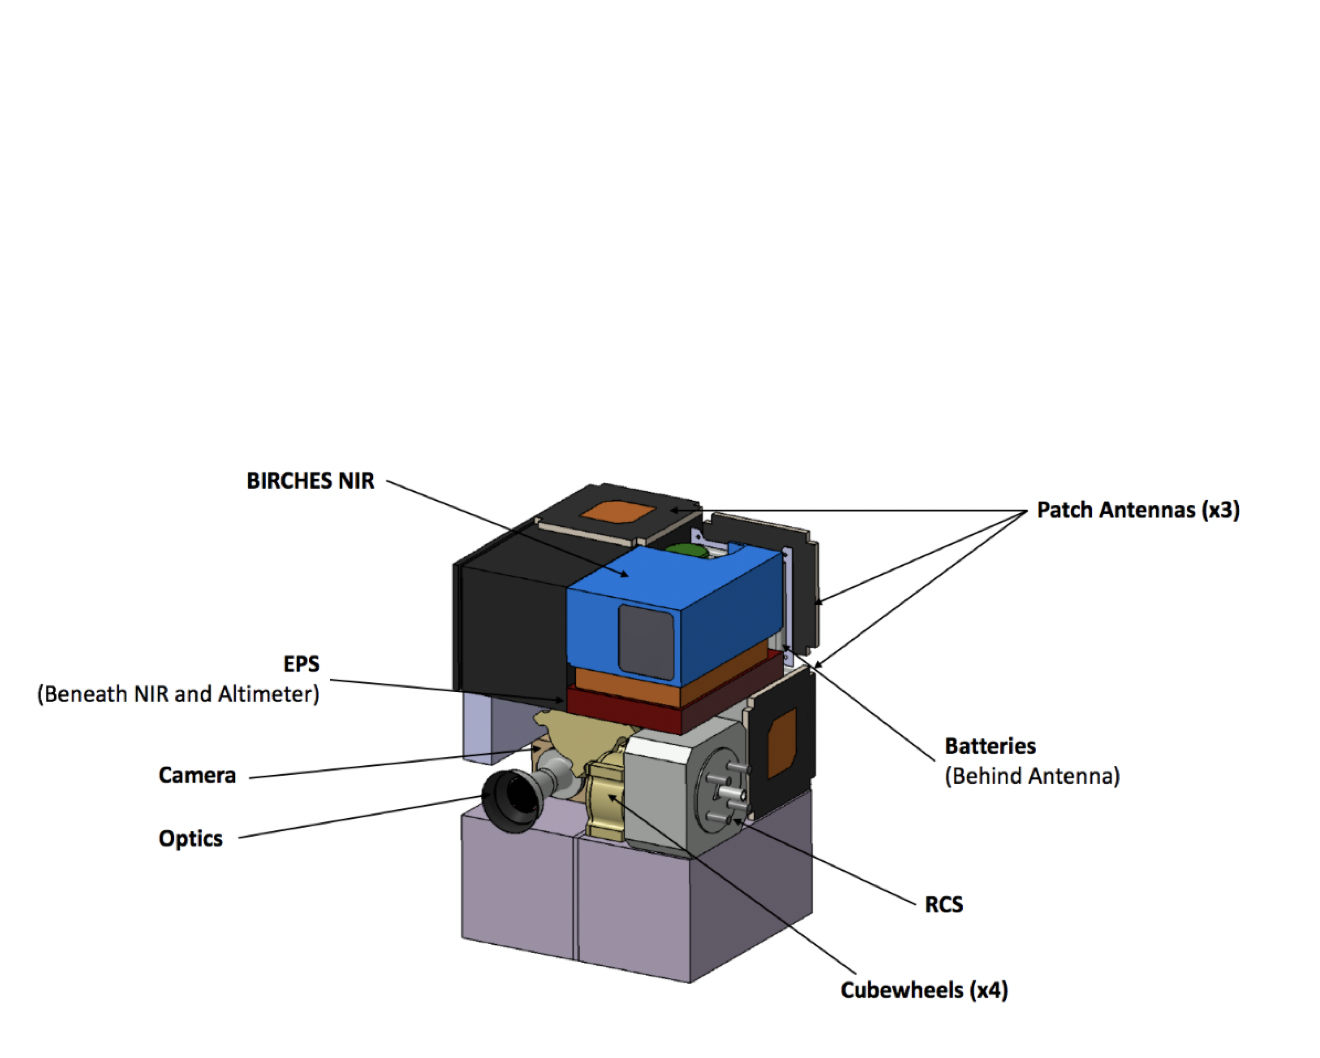 BIRCHES NIR
Patch Antennas (x3)
EPS
(Beneath NIR and Altimeter)
Batteries
(Behind Antenna)
Camera
Optics
RCS
Cubewheels (x4)